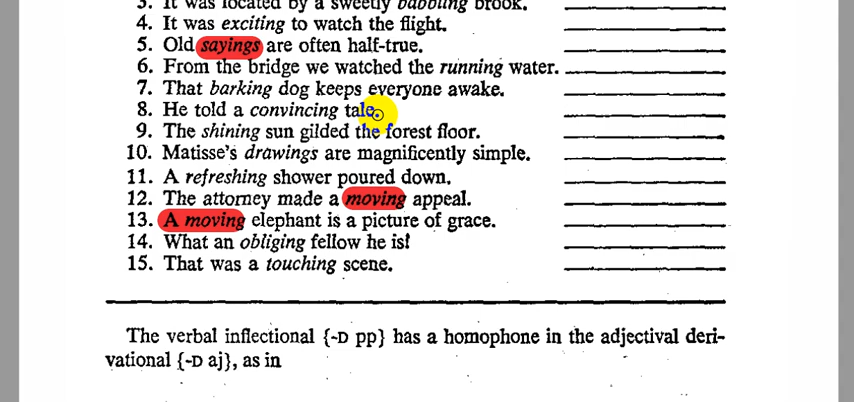 3. It was located by a sweetly babbling brook.
4. It was exciting to watch the flight.
5. Old sayings are often half-true.
6. From the bridge we watched the running water.
7. That barking dog keeps everyone awake.
8. He told a convincing tale.
9. The shining sun gilded the forest floor.
10. Matisse's drawings are magnificently simple.
11. A refreshing shower poured down.
12. The attorney made a moving appeal.
13. A moving elephant is a picture of grace.
14. What an obliging fellow he is!
15. That was a touching scene.
The verbal inflectional {-D pp} has a homophone in the adjectival deri-
vational {-D aj}, as in